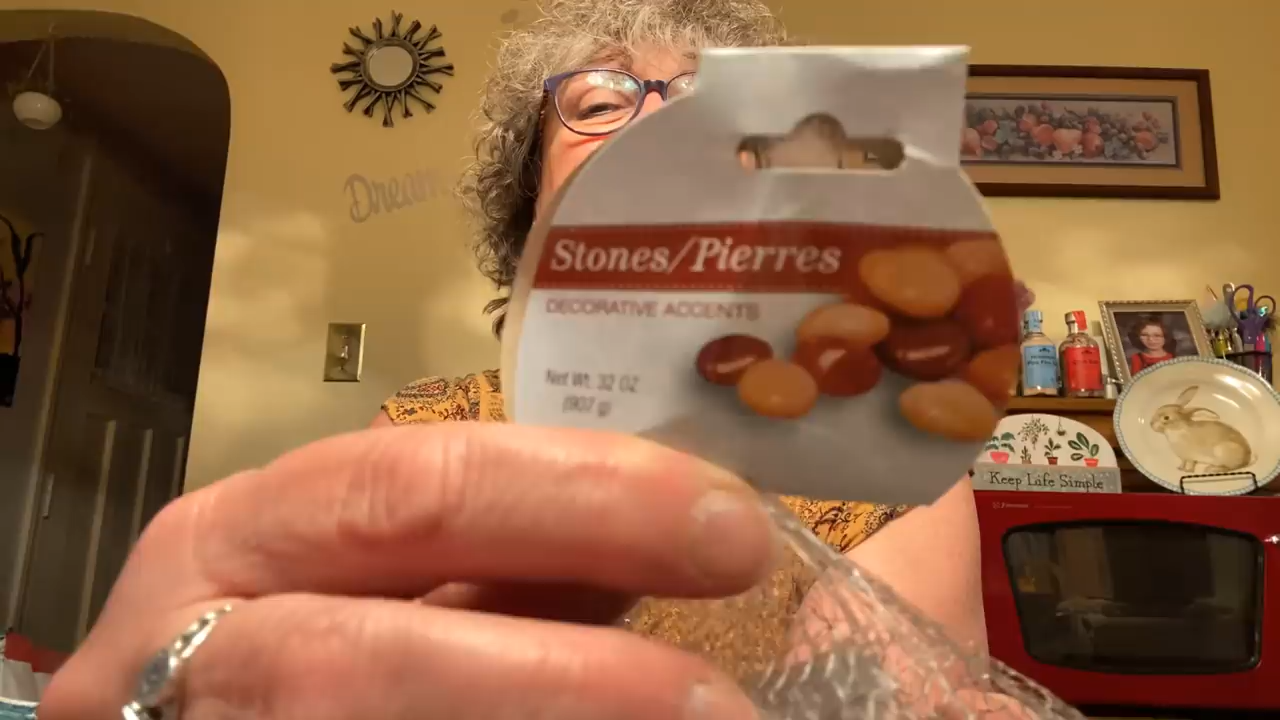 Dream
Stones/Pierres
DECORATIVE ACCENTS
Net Wt. 32 OZ
(907 g)
Keep Life Simple